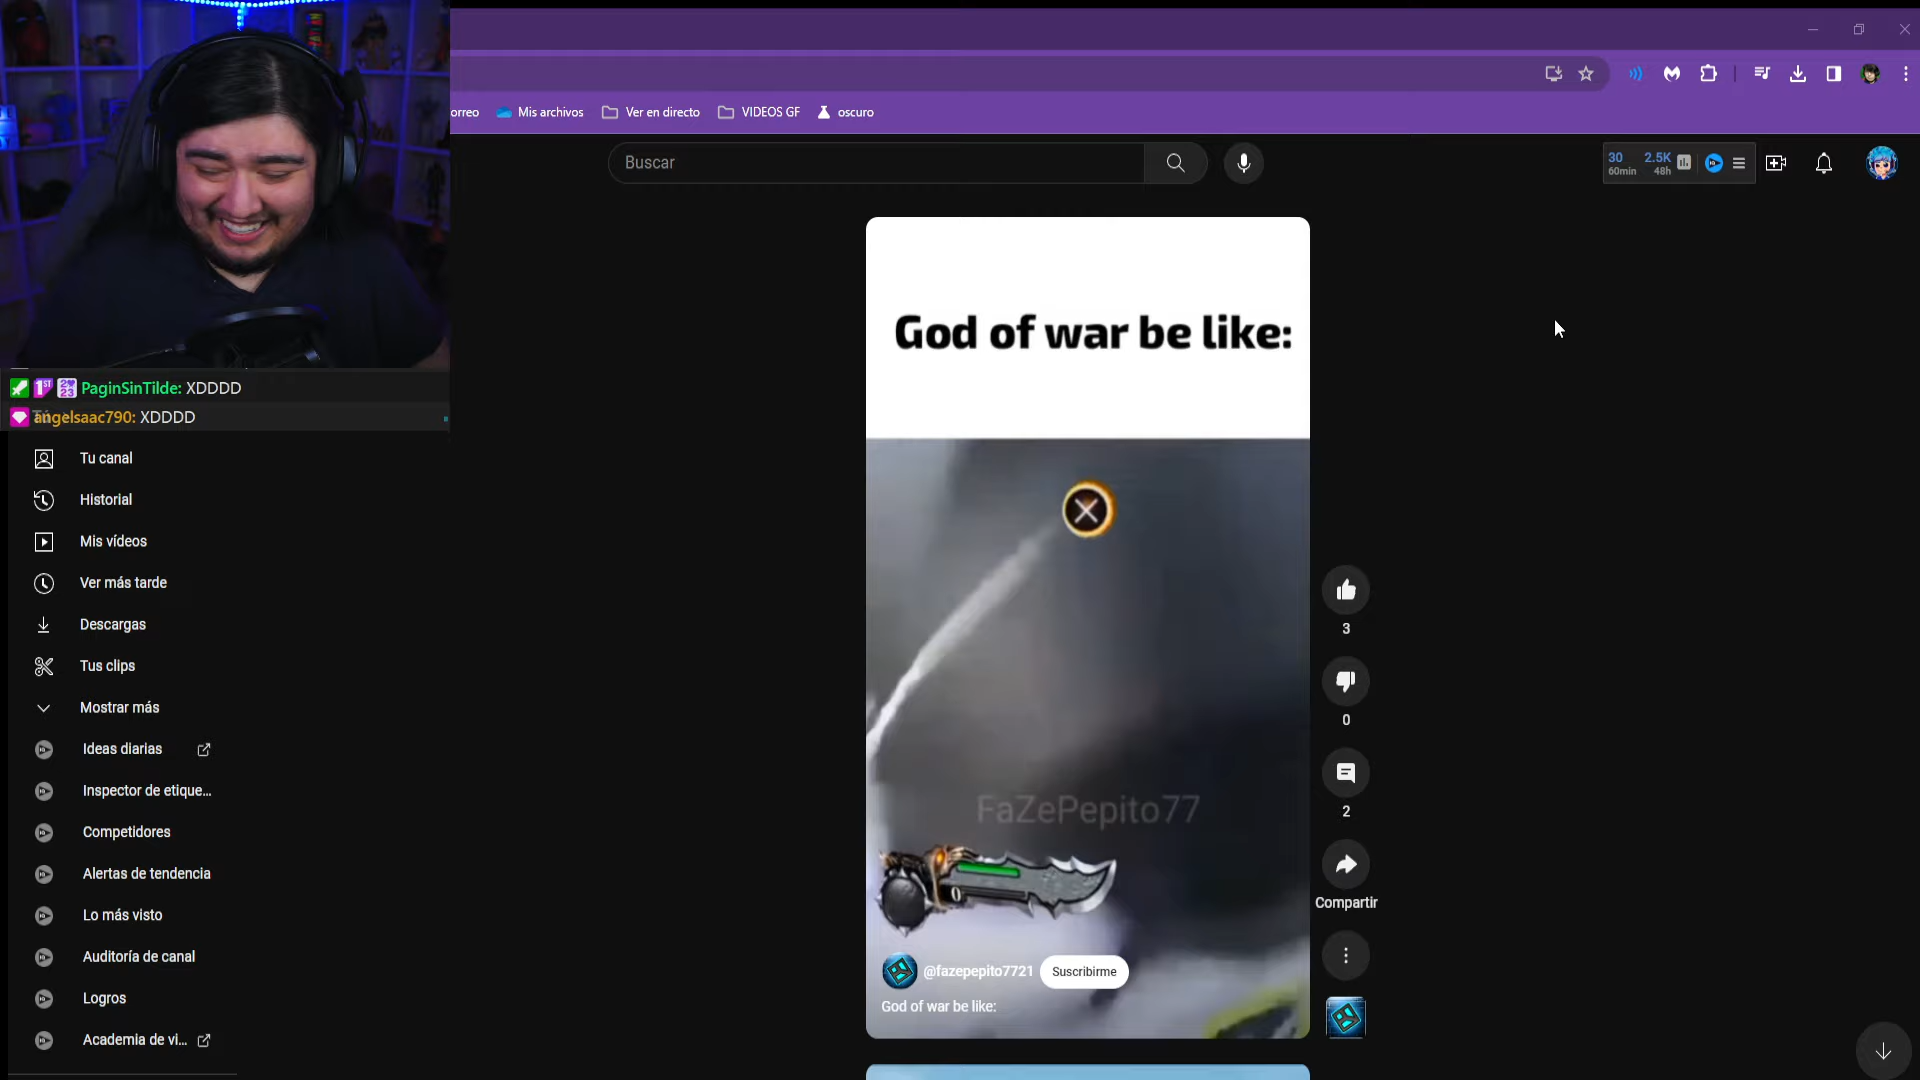 orreo
Mis archivos
Ver en directo
VIDEOS GF
oscuro
Buscar
30
60min
2.5K
48h
PaginSinTilde: XDDDD
angelsaac790: XDDDD
Tu canal
Historial
Mis vídeos
Ver más tarde
Descargas
Tus clips
Mostrar más
Ideas diarias
Inspector de etique...
Competidores
Alertas de tendencia
Lo más visto
Auditoría de canal
Logros
Academia de vi...
God of war be like:
FaZePepito77
0
@fazepepito7721
Suscribirme
God of war be like:
3
0
2
Compartir